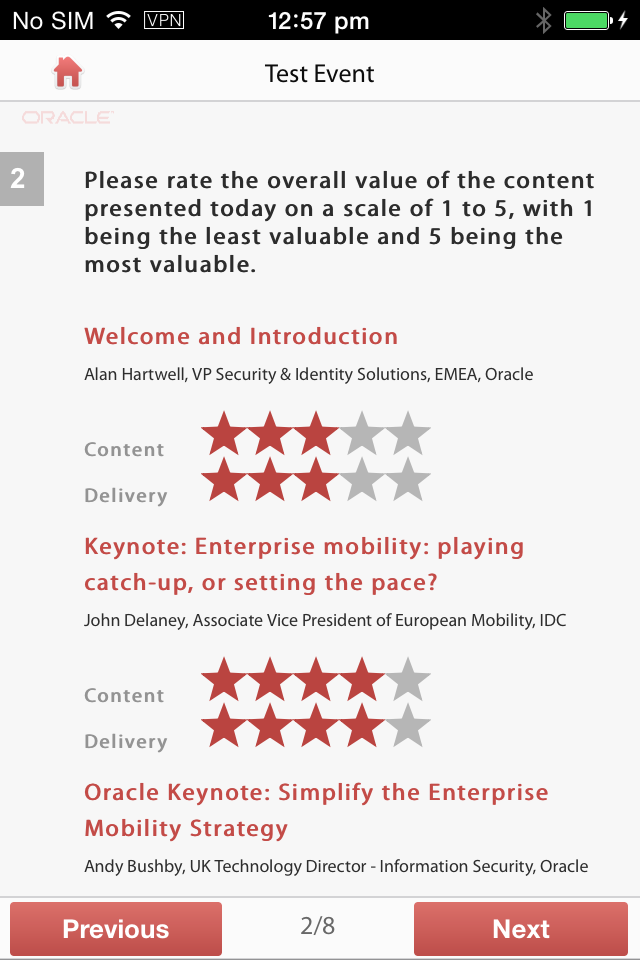 No SIM VPN 12:57 pm
Test Event
ORACLE
2
Please rate the overall value of the content
presented today on a scale of 1 to 5, with 1
being the least valuable and 5 being the
most valuable.
Welcome and Introduction
Alan Hartwell, VP Security & Identity Solutions, EMEA, Oracle
Content
Delivery
Keynote: Enterprise mobility: playing
catch-up, or setting the pace?
John Delaney, Associate Vice President of European Mobility, IDC
Content
Delivery
Oracle Keynote: Simplify the Enterprise
Mobility Strategy
Andy Bushby, UK Technology Director - Information Security, Oracle
Previous 2/8 Next